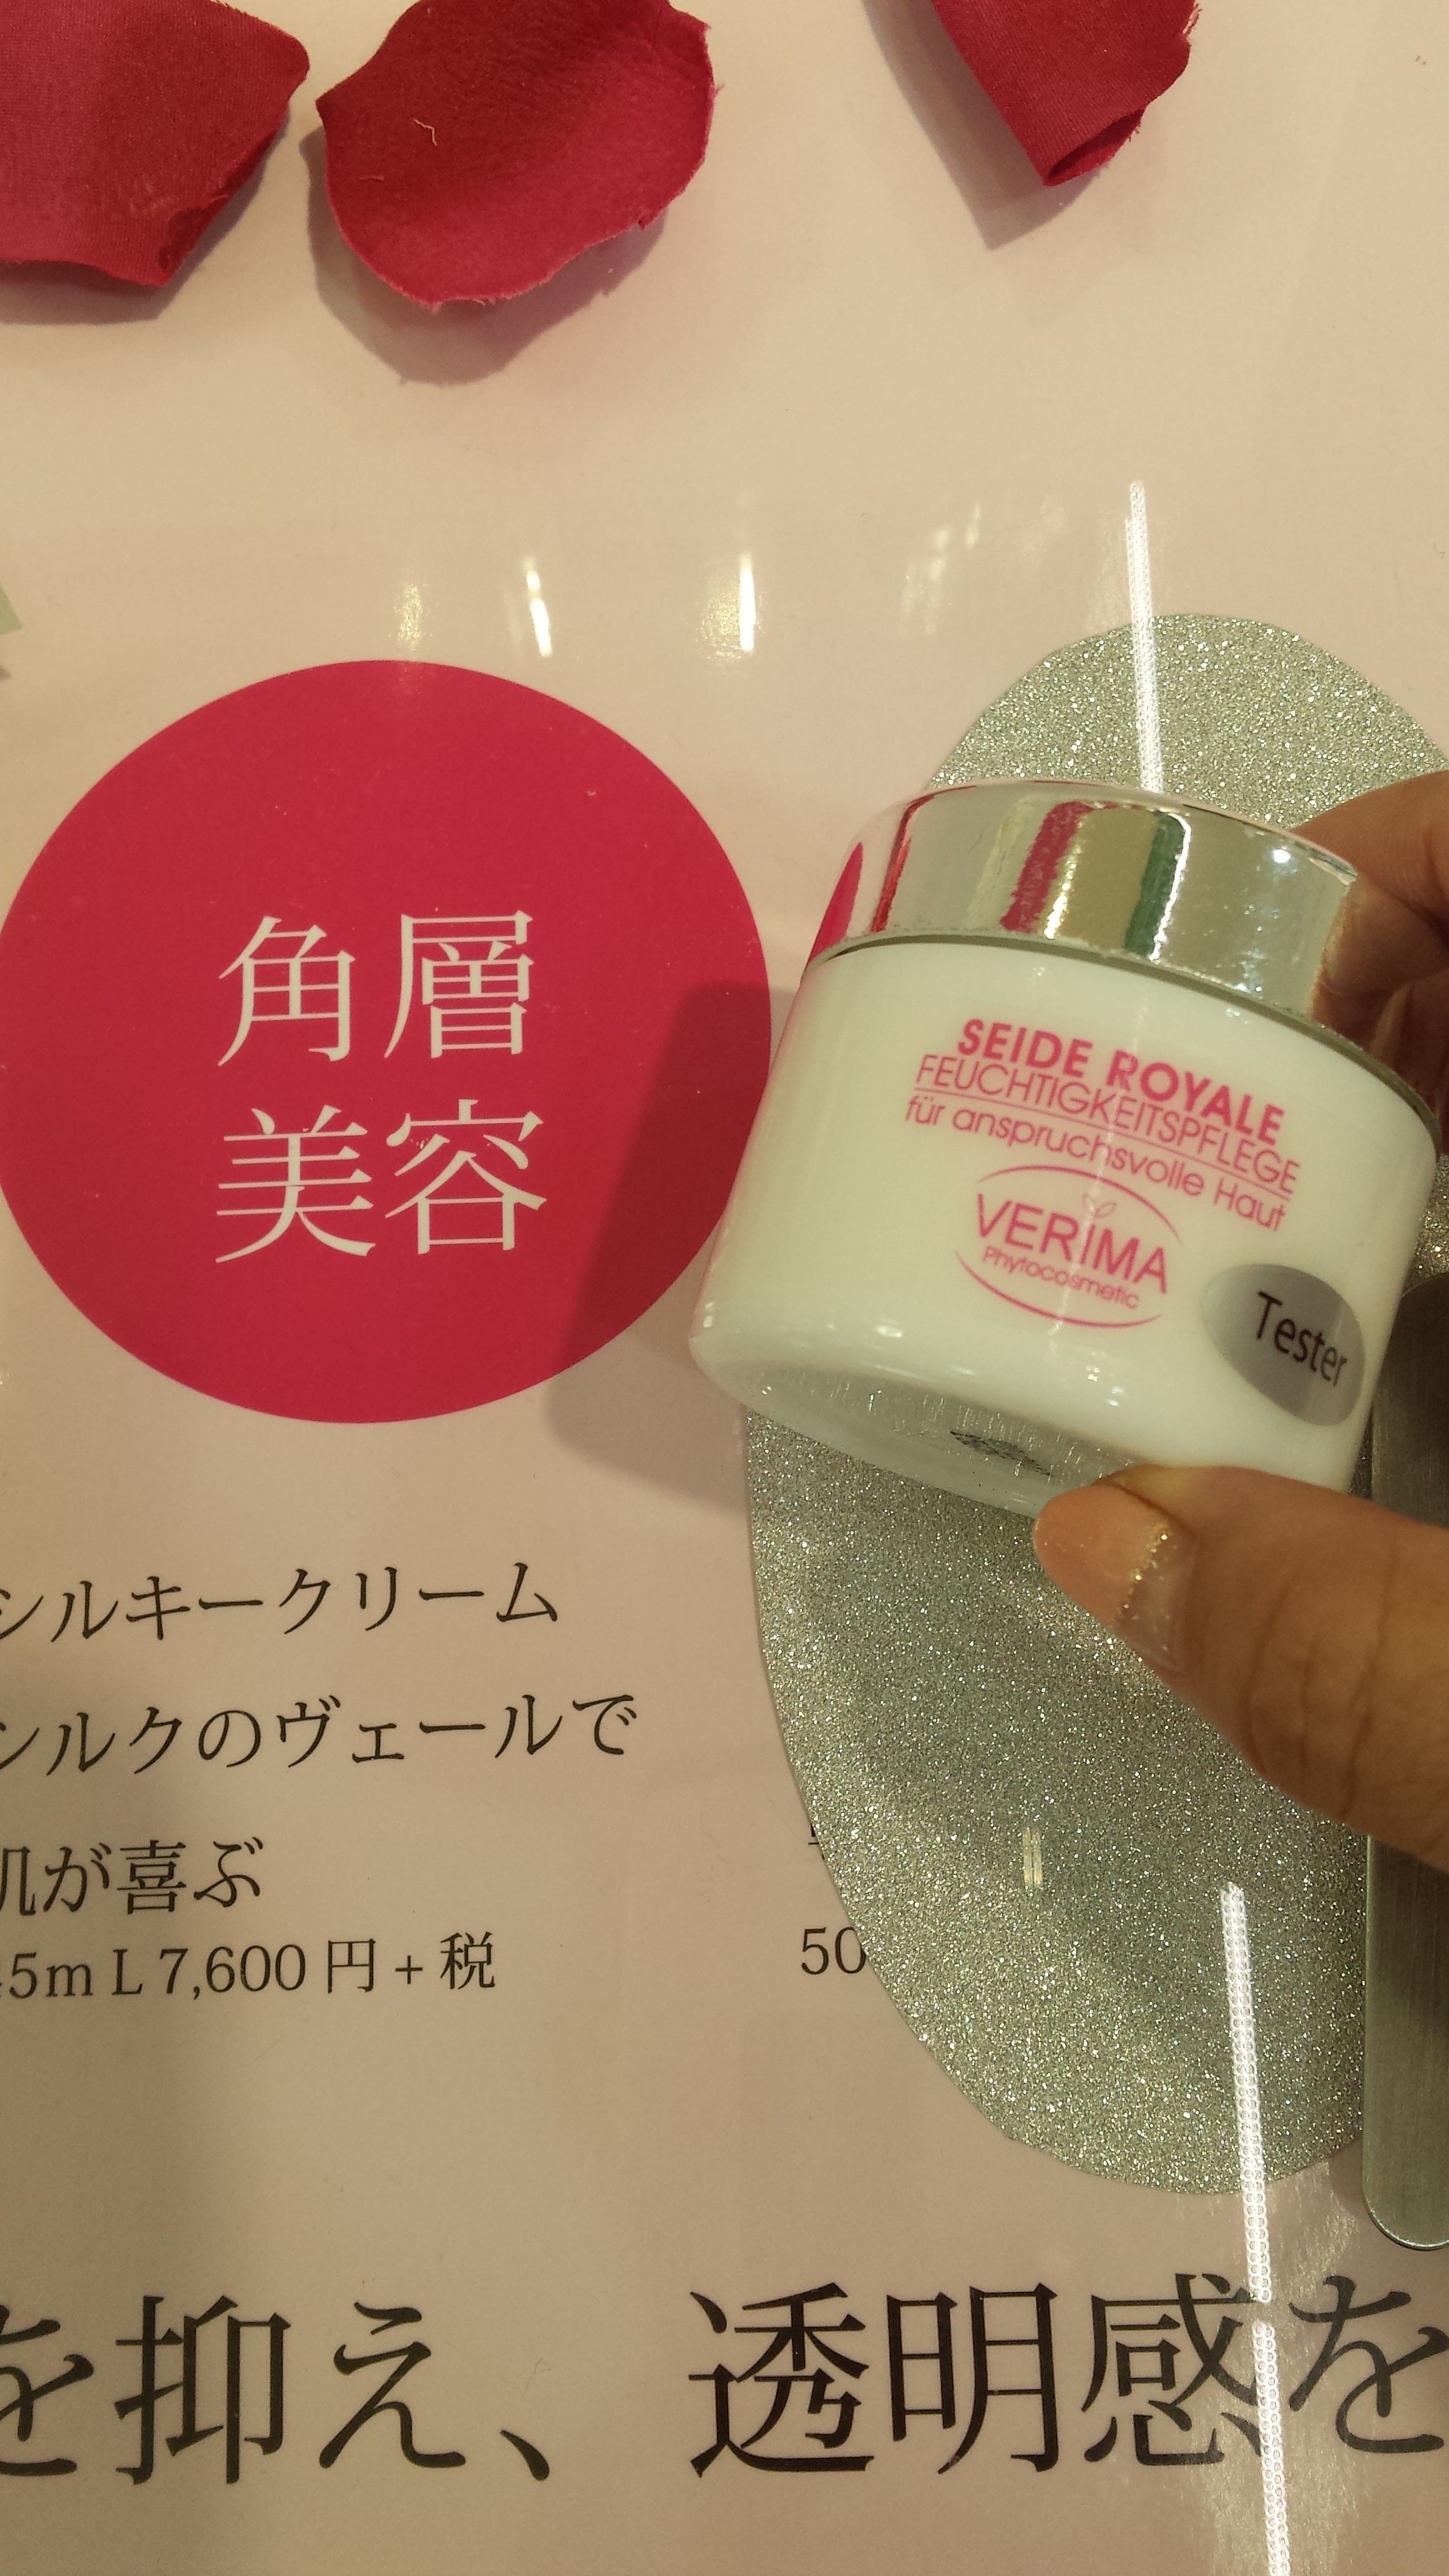 角層
美容
SEIDE ROYALE
FEUCHTIGKEITSPFLEGE
für anspruchsvolle Haut
VERIMA
Phytocosmetic
Tester
シルキークリーム
シルクのヴェールで
肌が喜ぶ
45mL 7,600円+税
50
を抑え、透明感を